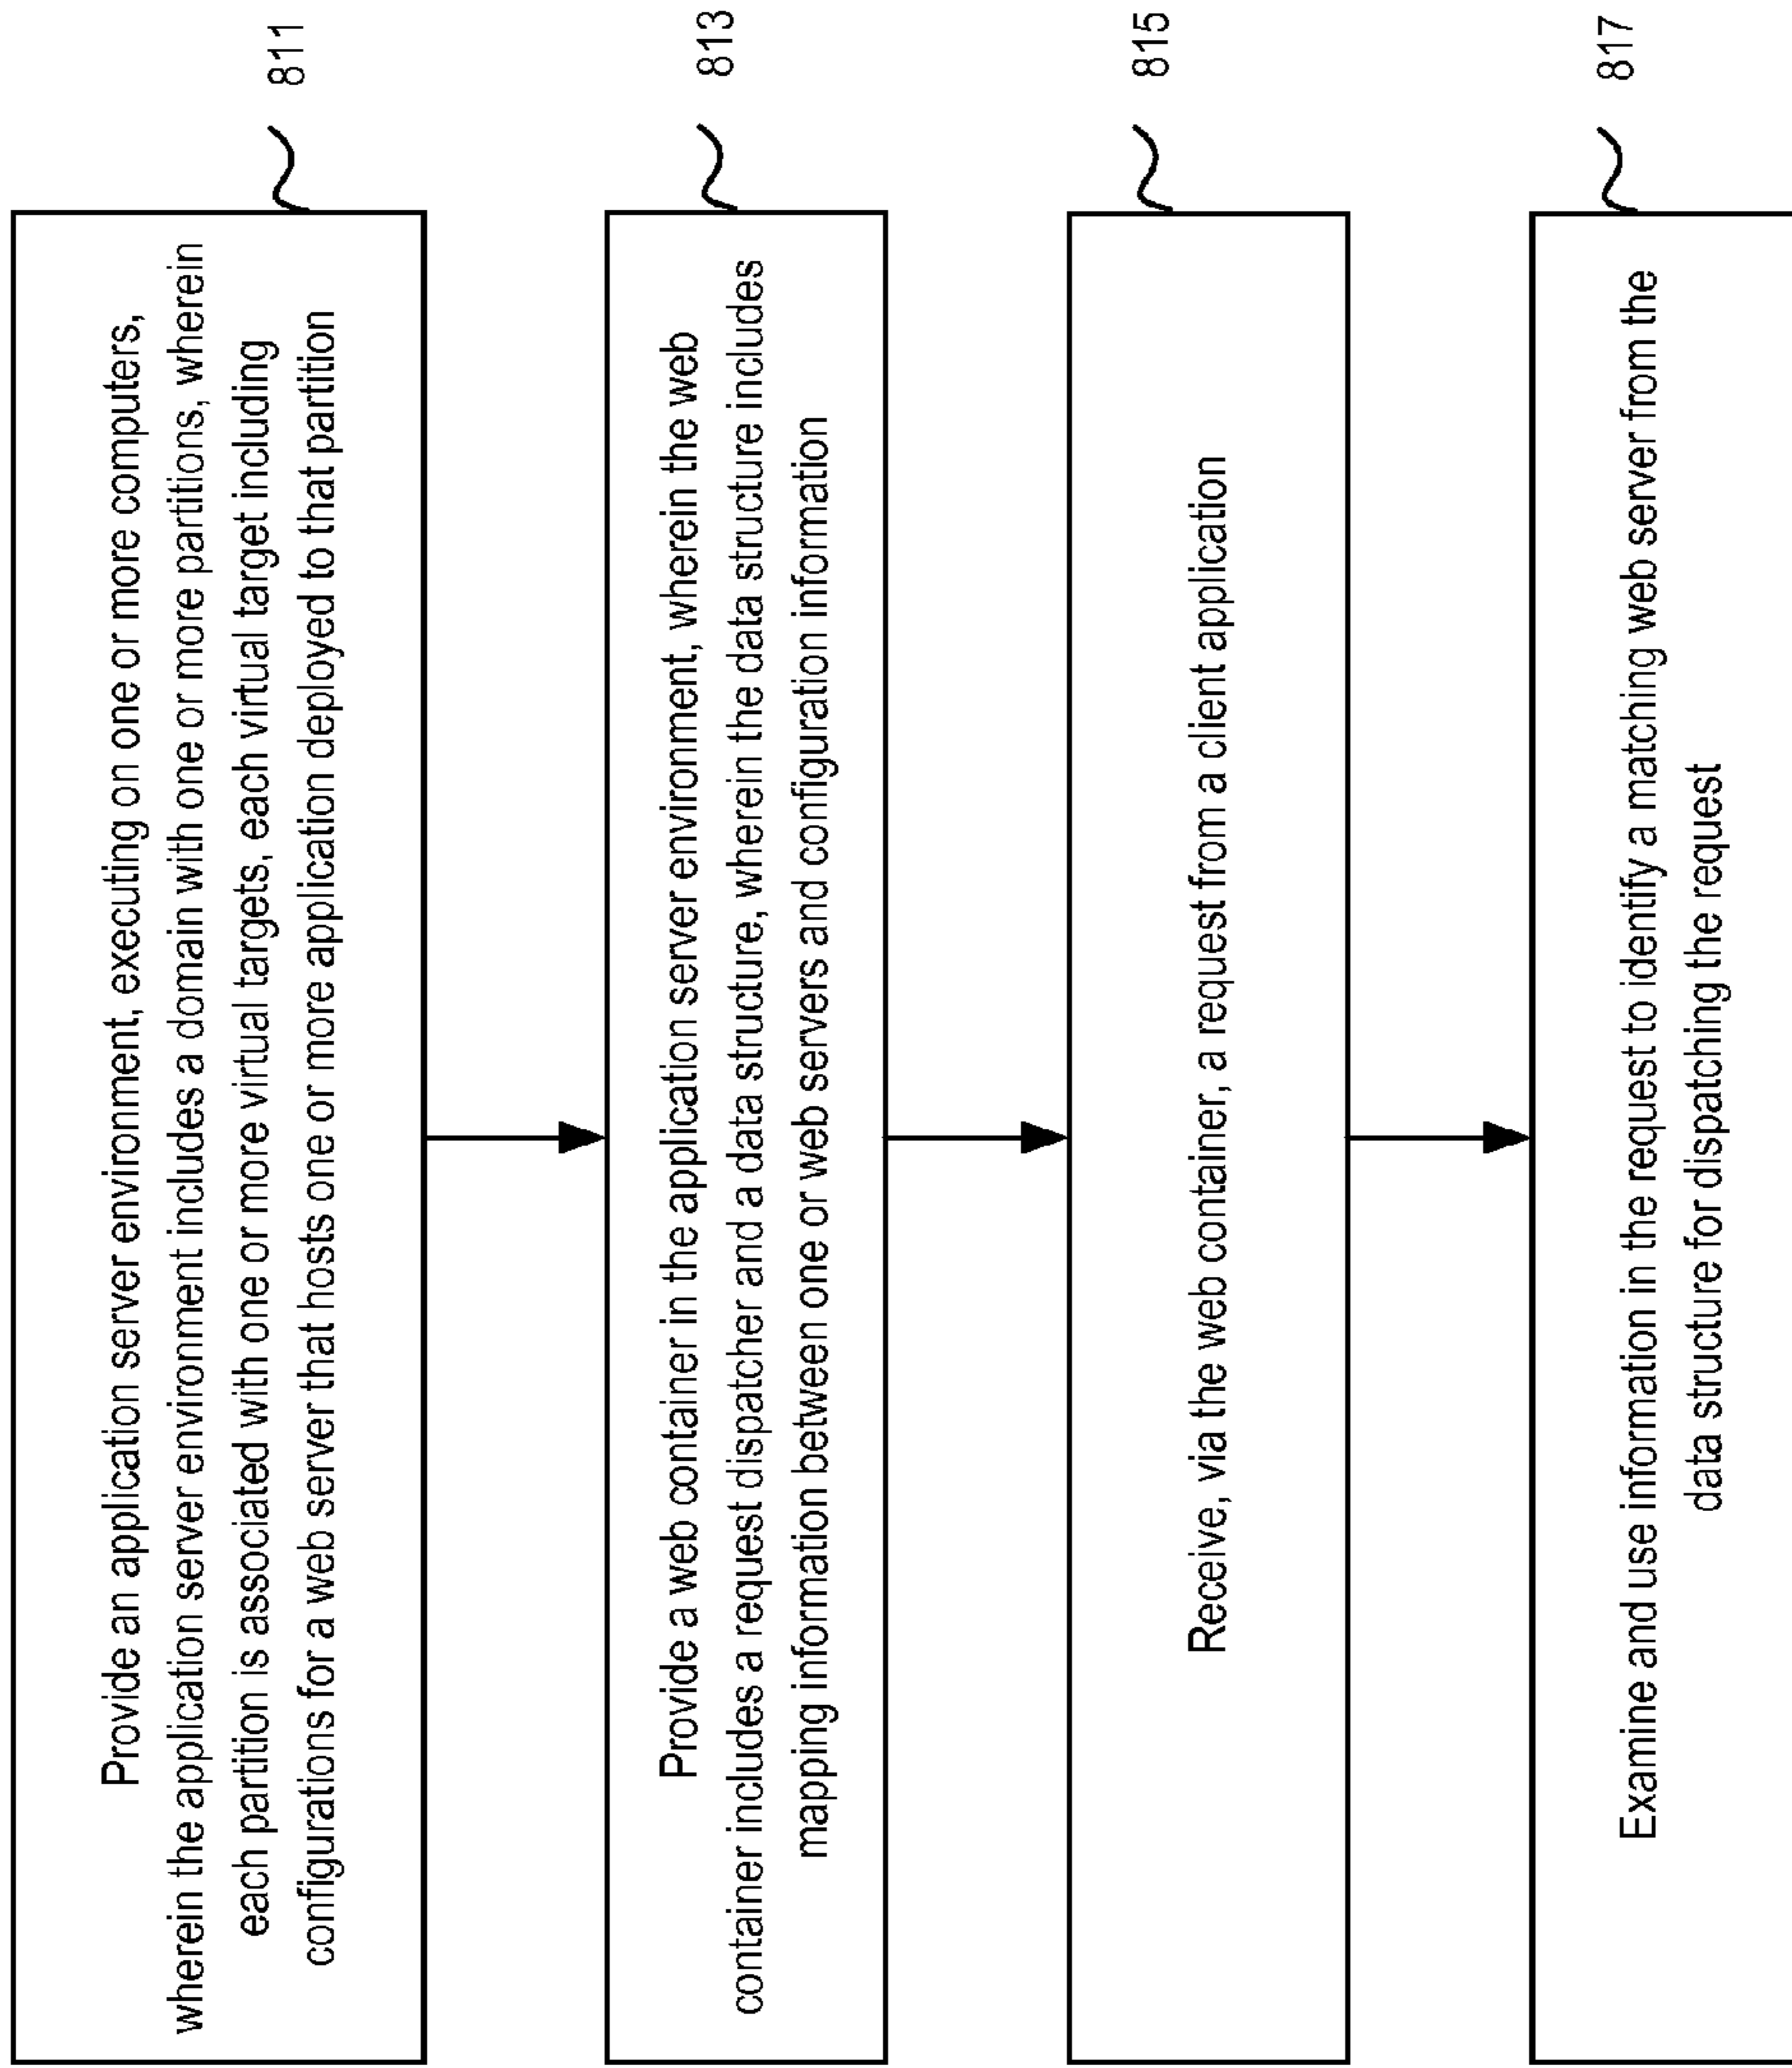 Provide an application server environment, executing on one or more computers,
wherein the application server environment includes a domain with one or more partitions, wherein
each partition is associated with one or more virtual targets, each virtual target including
configurations for a web server that hosts one or more application deployed to that partition
811
Provide a web container in the application server environment, wherein the web
container includes a request dispatcher and a data structure, wherein the data structure includes
mapping information between one or web servers and configuration information
813
Receive, via the web container, a request from a client application
815
Examine and use information in the request to identify a matching web server from the
data structure for dispatching the request
817